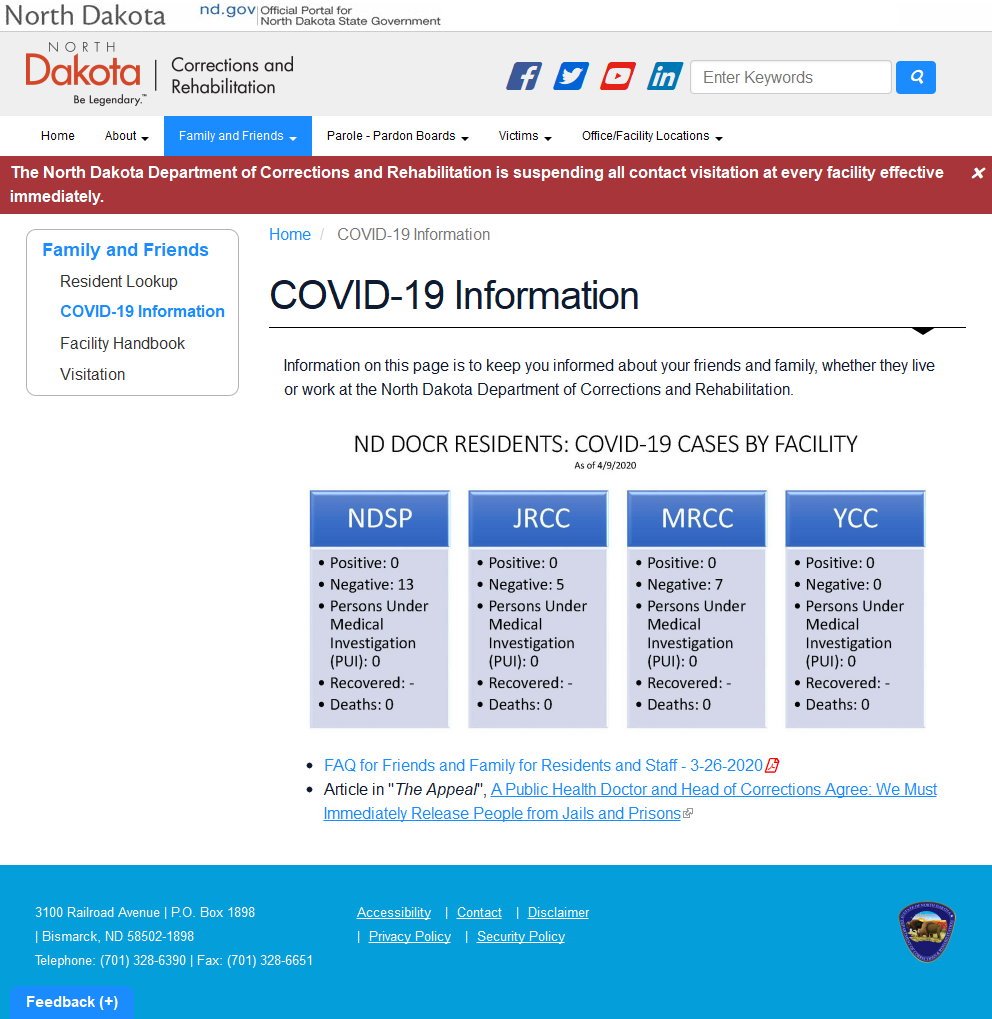 North Dakota nd.gov Official Portal for
North Dakota State Government
NORTH
Dakota
Be Legendary.™
Corrections and
Rehabilitation
Enter Keywords
Home About Family and Friends Parole - Pardon Boards Victims Office/Facility Locations
The North Dakota Department of Corrections and Rehabilitation is suspending all contact visitation at every facility effective
immediately.
Family and Friends
Resident Lookup
COVID-19 Information
Facility Handbook
Visitation
Home / COVID-19 Information
COVID-19 Information
Information on this page is to keep you informed about your friends and family, whether they live
or work at the North Dakota Department of Corrections and Rehabilitation.
ND DOCR RESIDENTS: COVID-19 CASES BY FACILITY
As of 4/9/2020
NDSP
• Positive: 0
• Negative: 13
• Persons Under
Medical
Investigation
(PUI): 0
• Recovered: -
• Deaths: 0
JRCC
• Positive: 0
• Negative: 5
• Persons Under
Medical
Investigation
(PUI): 0
• Recovered: -
• Deaths: 0
MRCC
• Positive: 0
• Negative: 7
• Persons Under
Medical
Investigation
(PUI): 0
• Recovered: -
• Deaths: 0
YCC
• Positive: 0
• Negative: 0
• Persons Under
Medical
Investigation
(PUI): 0
• Recovered: -
• Deaths: 0
• FAQ for Friends and Family for Residents and Staff - 3-26-2020
• Article in "The Appeal", A Public Health Doctor and Head of Corrections Agree: We Must
Immediately Release People from Jails and Prisons
3100 Railroad Avenue | P.O. Box 1898
| Bismarck, ND 58502-1898
Telephone: (701) 328-6390 | Fax: (701) 328-6651
Accessibility | Contact | Disclaimer
| Privacy Policy | Security Policy
Feedback (+)